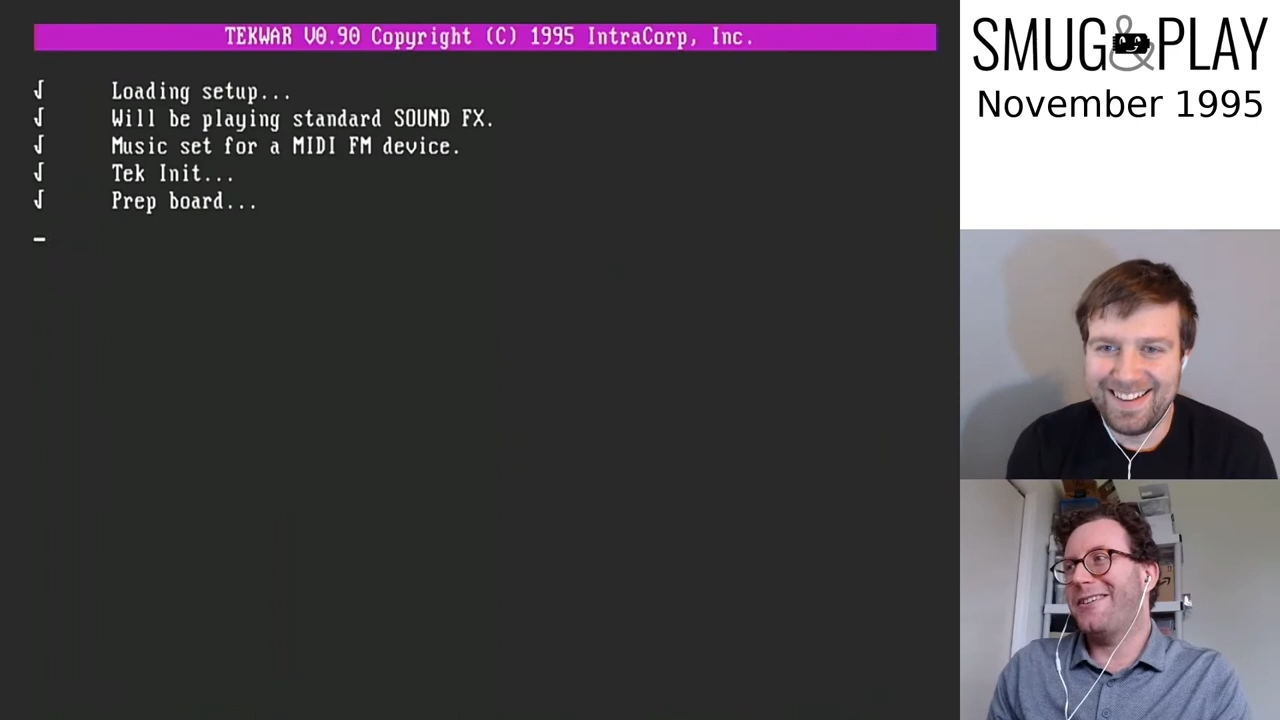 TEKWAR V0.90 Copyright (C) 1995 IntraCorp, Inc.
√ Loading setup...
√ Will be playing standard SOUND FX.
√ Music set for a MIDI FM device.
√ Tek Init...
√ Prep board...
SMUG&PLAY
November 1995